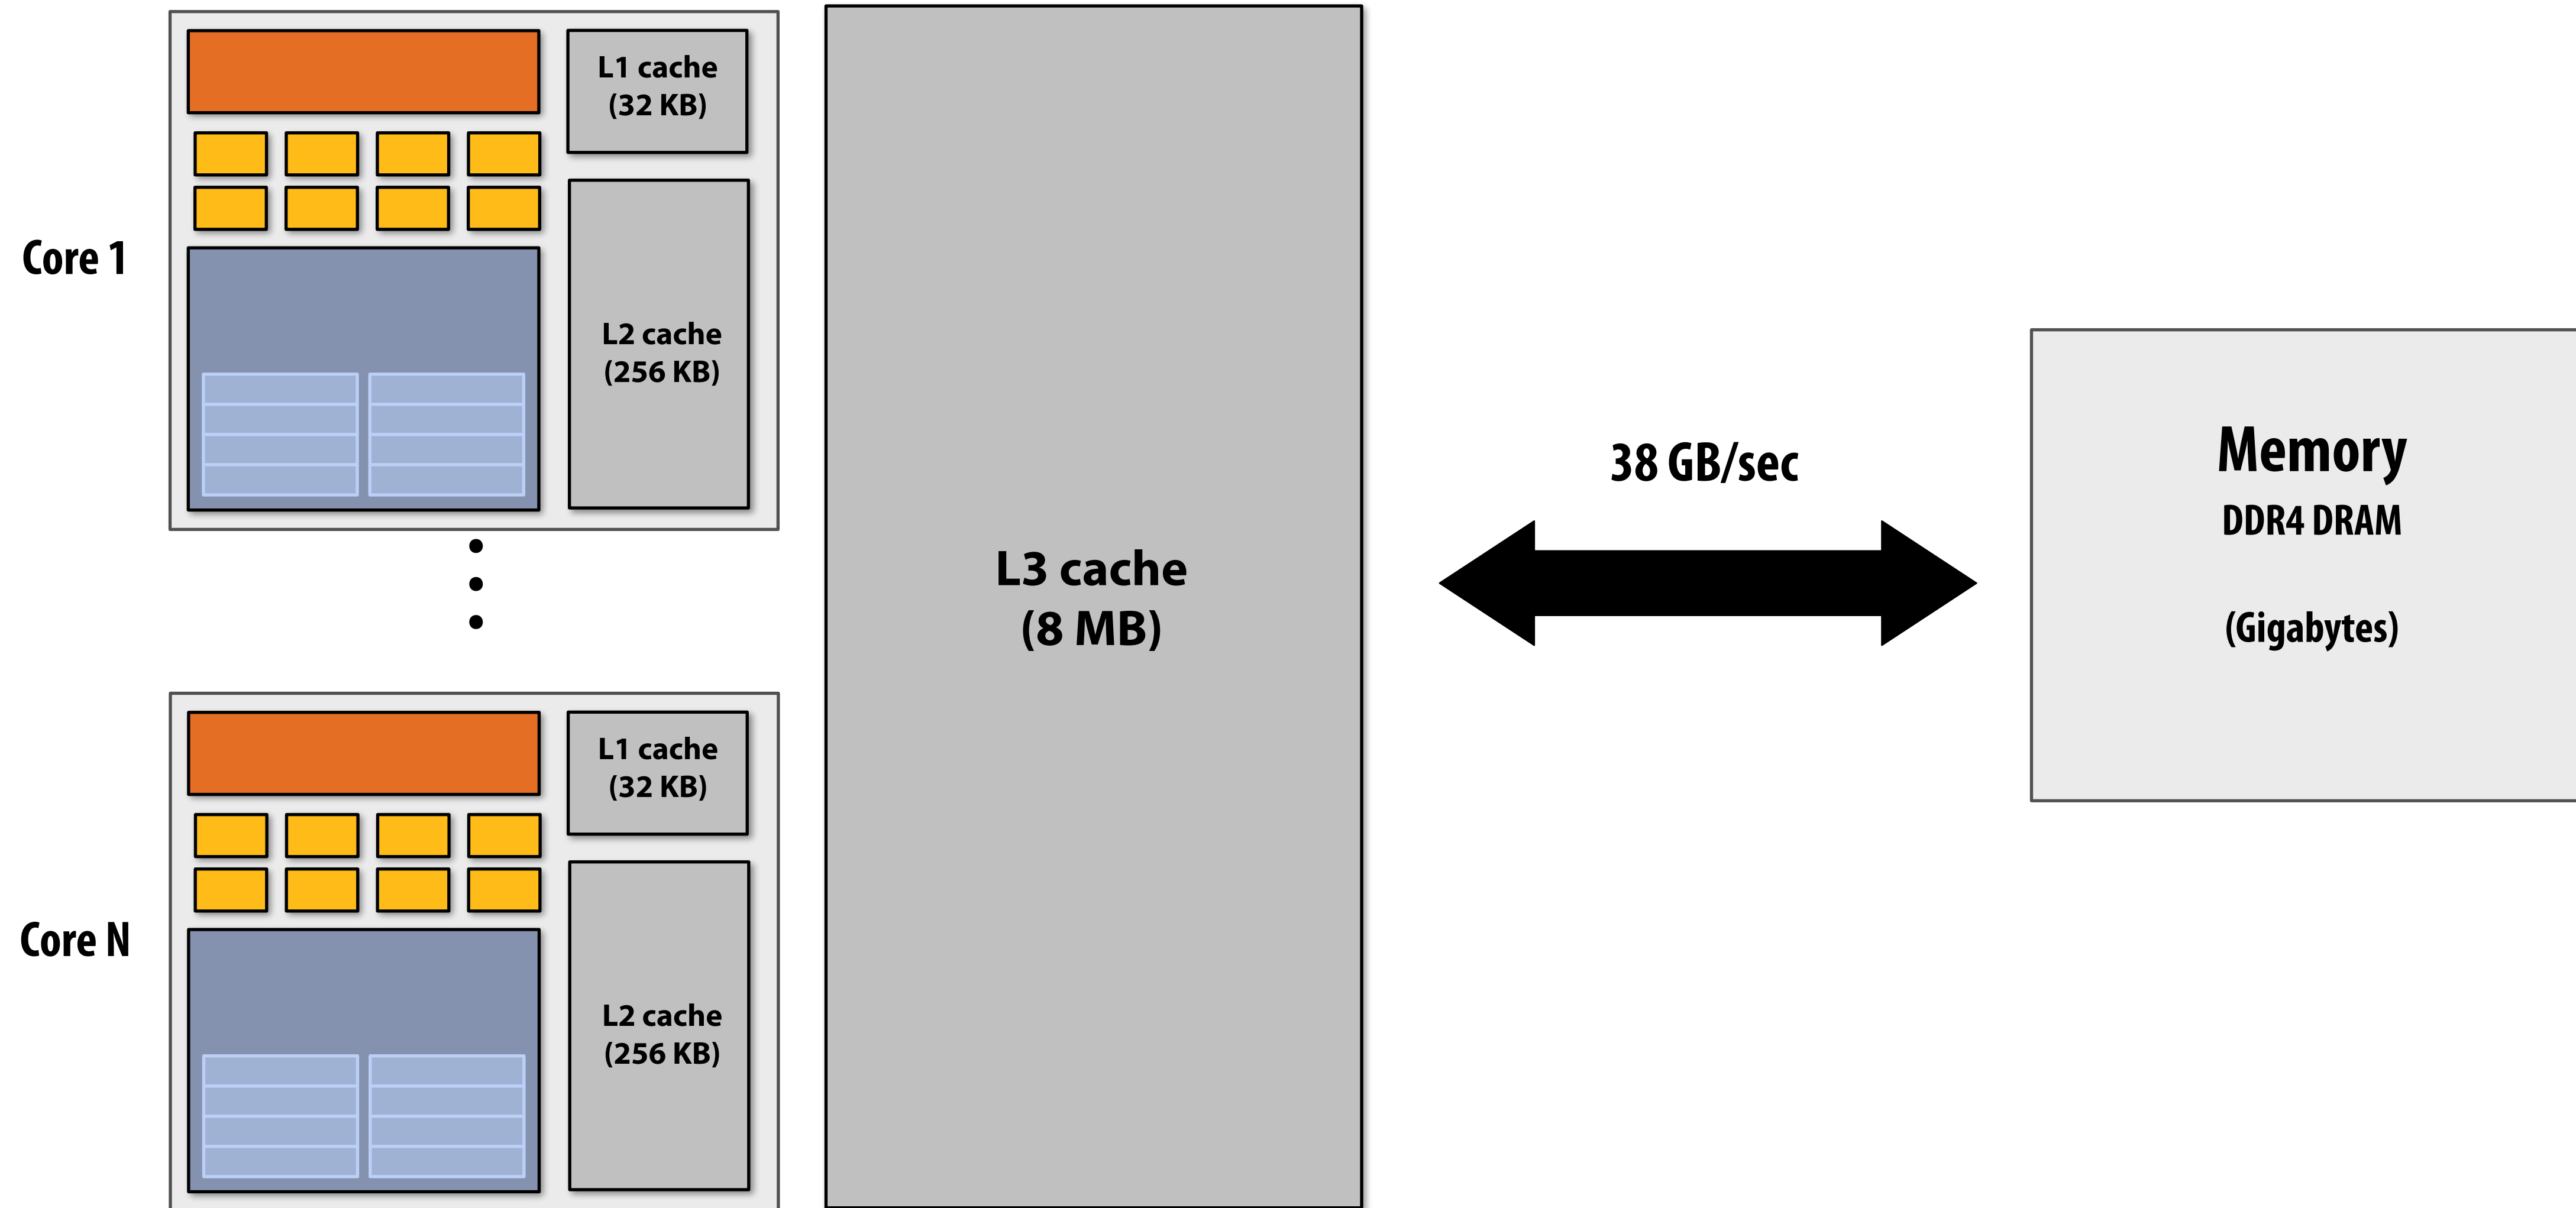 Core 1
L1 cache
(32 KB)
L2 cache
(256 KB)
Core N
L1 cache
(32 KB)
L2 cache
(256 KB)
L3 cache
(8 MB)
38 GB/sec
Memory
DDR4 DRAM
(Gigabytes)